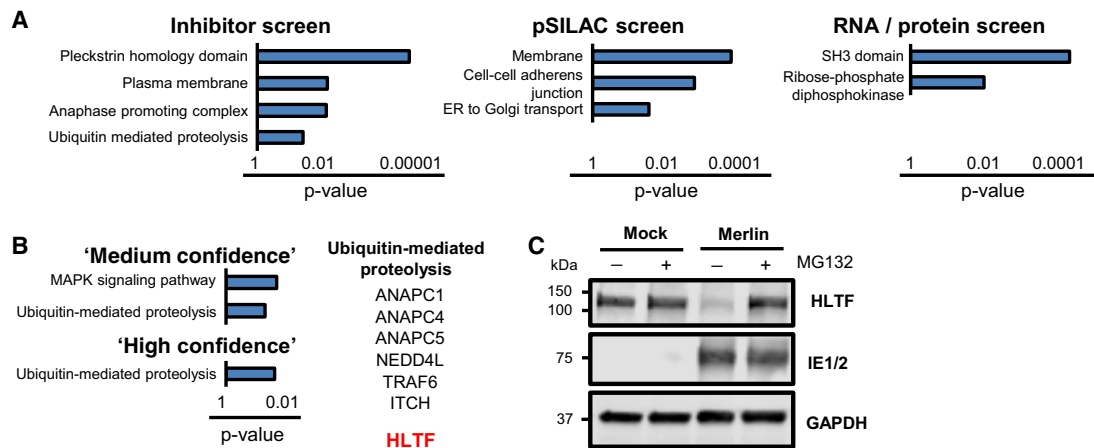 A
Inhibitor screen
Pleckstrin homology domain
Plasma membrane
Anaphase promoting complex
Ubiquitin mediated proteolysis
1 0.01 0.00001
p-value
pSILAC screen
Membrane
Cell-cell adherens
junction
ER to Golgi transport
1 0.01 0.0001
p-value
RNA / protein screen
SH3 domain
Ribose-phosphate
diphosphokinase
1 0.01 0.0001
p-value
B
'Medium confidence'
MAPK signaling pathway
Ubiquitin-mediated proteolysis
'High confidence'
Ubiquitin-mediated proteolysis
1 0.01
p-value
Ubiquitin-mediated
proteolysis
ANAPC1
ANAPC4
ANAPC5
NEDD4L
TRAF6
ITCH
HLTF
C
Mock Merlin
kDa – + – + MG132
150
100
HLTF
75 IE1/2
37 GAPDH